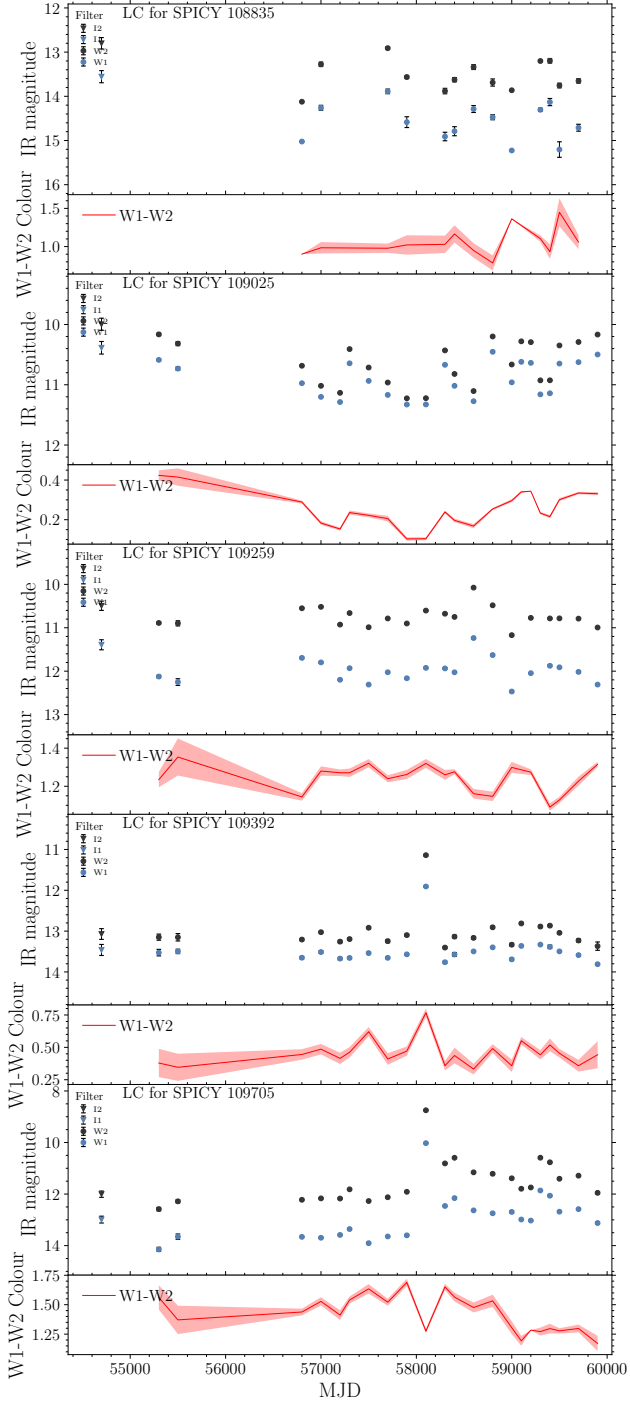 LC for SPICY 108835
Filter
I2
I1
W2
W1
12
13
14
15
16
IR magnitude
W1-W2
1.5
1.0
W1-W2 Colour
LC for SPICY 109025
Filter
I2
I1
W2
W1
10
11
12
IR magnitude
W1-W2
0.4
0.2
W1-W2 Colour
LC for SPICY 109259
Filter
I2
I1
W2
W1
10
11
12
13
IR magnitude
W1-W2
1.4
1.2
W1-W2 Colour
LC for SPICY 109392
Filter
I2
I1
W2
W1
11
12
13
14
IR magnitude
W1-W2
0.75
0.50
0.25
W1-W2 Colour
LC for SPICY 109705
Filter
I2
I1
W2
W1
8
10
12
14
IR magnitude
W1-W2
1.75
1.50
1.25
W1-W2 Colour
55000 56000 57000 58000 59000 60000
MJD